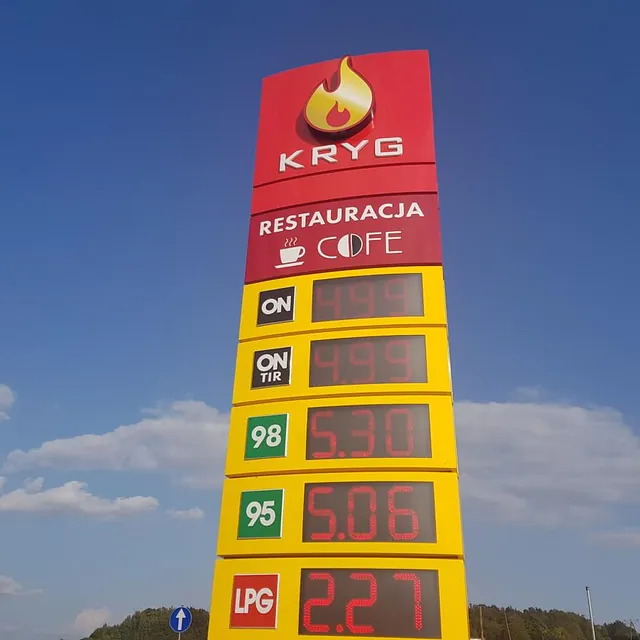 KRYG
RESTAURACJA
COFE
ON 4.99
ON TIR 4.99
98 5.30
95 5.06
LPG 2.27